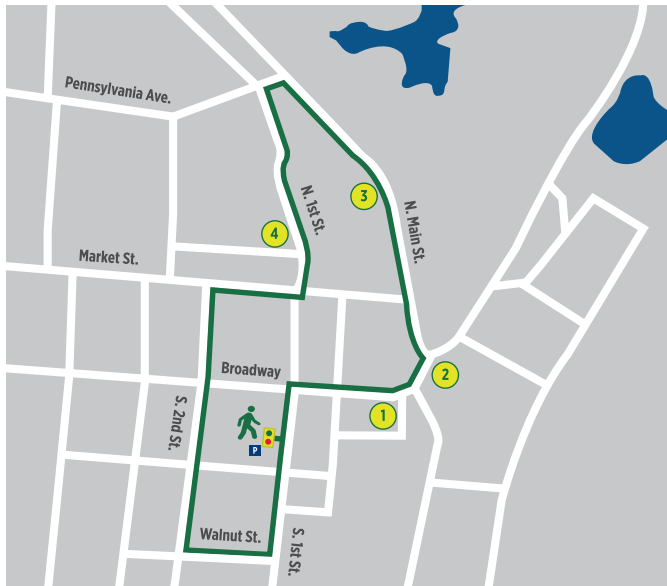 Pennsylvania Ave.
N. 1st St.
3
N. Main St.
4
Market St.
Broadway
2
1
S. 2nd St.
P
Walnut St.
S. 1st St.